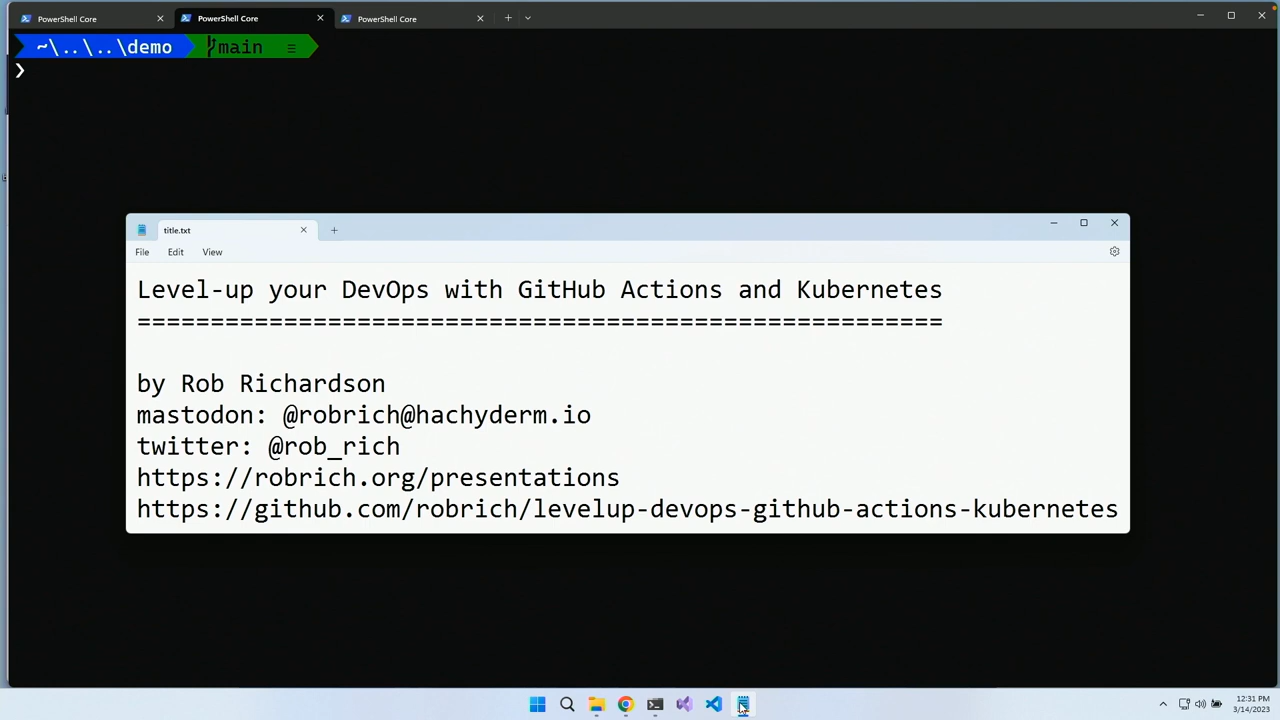 PowerShell Core
PowerShell Core
PowerShell Core
~\..\..\demo main ≡
❯
title.txt
File Edit View
Level-up your DevOps with GitHub Actions and Kubernetes
=======================================================
by Rob Richardson
mastodon: @robrich@hachyderm.io
twitter: @rob_rich
https://robrich.org/presentations
https://github.com/robrich/levelup-devops-github-actions-kubernetes
12:31 PM
3/14/2023